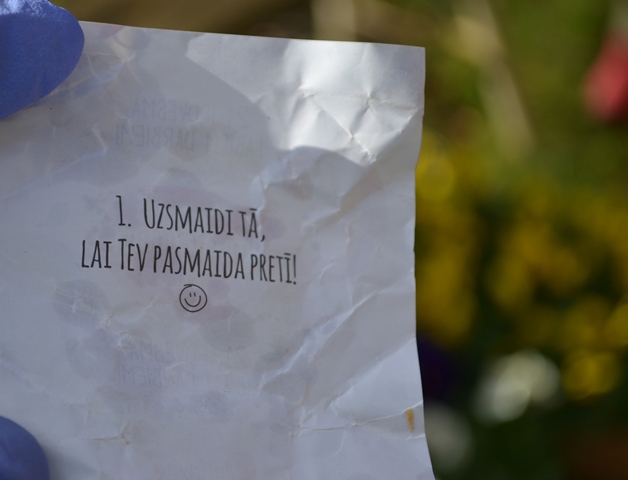 1. UZSMAIDI TĀ,
LAI TEV PASMAIDA PRETĪ!